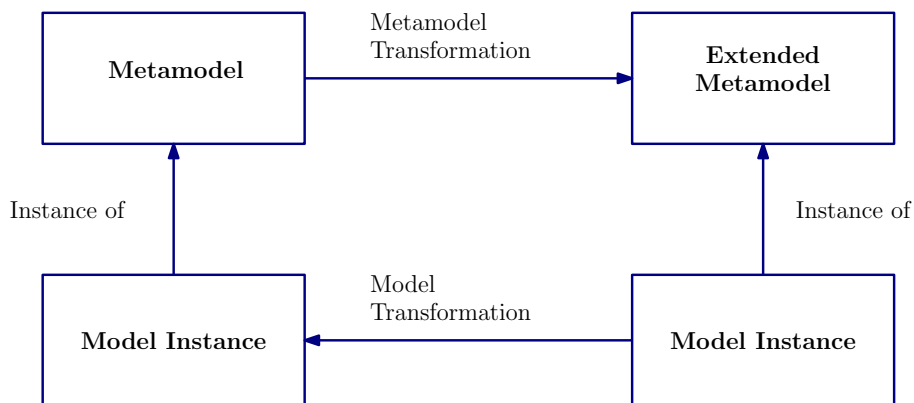 Metamodel
Transformation
Metamodel
Extended
Metamodel
Instance of
Instance of
Model
Transformation
Model Instance
Model Instance